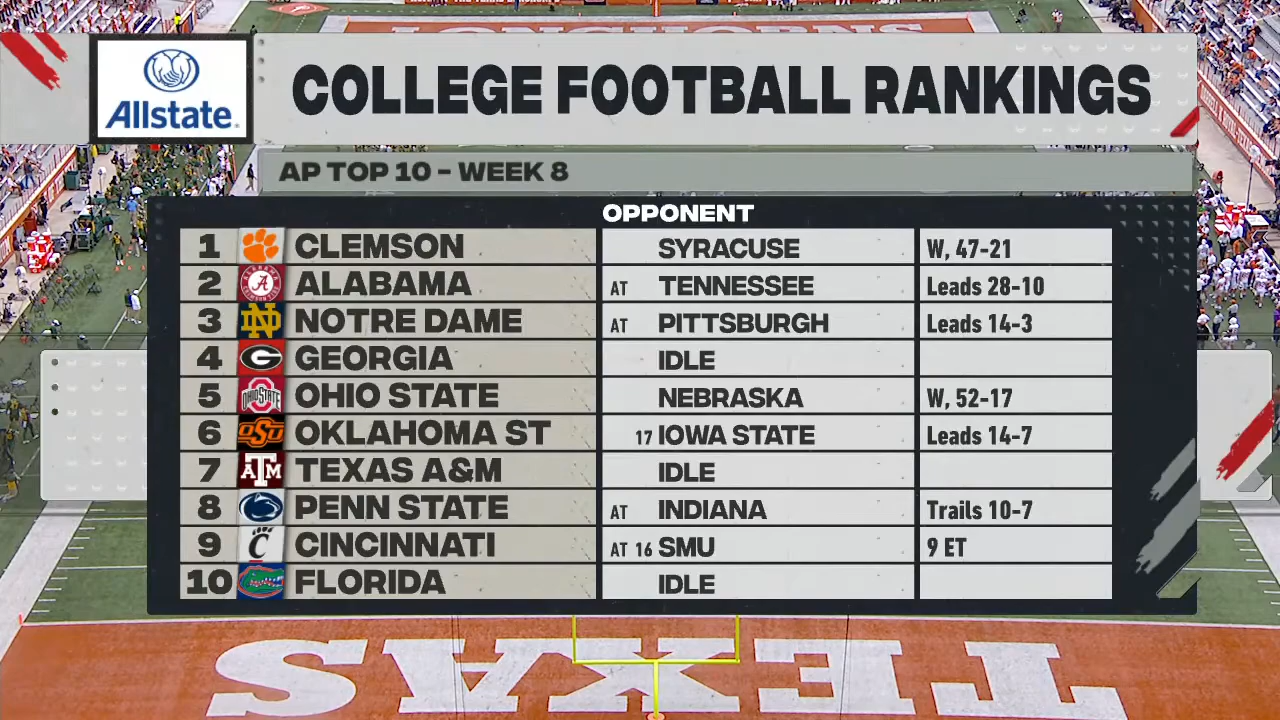 LONGHORNS
Allstate
COLLEGE FOOTBALL RANKINGS
AP TOP 10 - WEEK 8
OPPONENT
1 CLEMSON SYRACUSE W, 47-21
2 ALABAMA AT TENNESSEE Leads 28-10
3 NOTRE DAME AT PITTSBURGH Leads 14-3
4 GEORGIA IDLE
5 OHIO STATE NEBRASKA W, 52-17
6 OKLAHOMA ST 17 IOWA STATE Leads 14-7
7 TEXAS A&M IDLE
8 PENN STATE AT INDIANA Trails 10-7
9 CINCINNATI AT 16 SMU 9 ET
10 FLORIDA IDLE
TEXAS